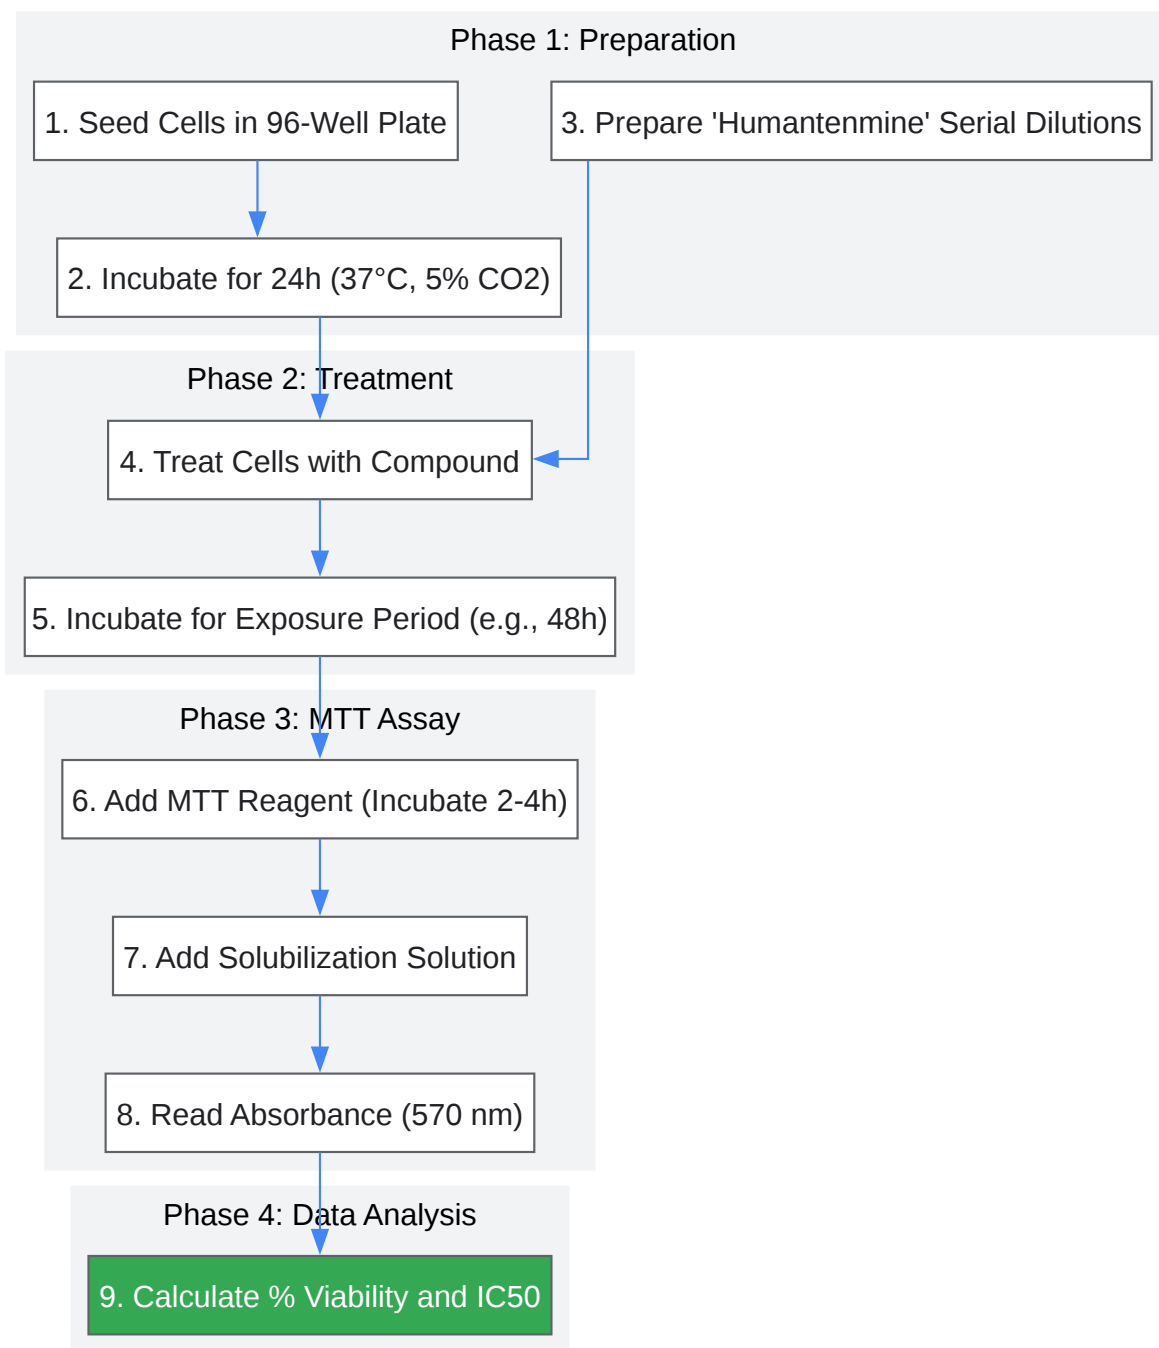 Phase 1: Preparation
1. Seed Cells in 96-Well Plate
3. Prepare 'Humantenmine' Serial Dilutions
2. Incubate for 24h (37°C, 5% CO2)
Phase 2: Treatment
4. Treat Cells with Compound
5. Incubate for Exposure Period (e.g., 48h)
Phase 3: MTT Assay
6. Add MTT Reagent (Incubate 2-4h)
7. Add Solubilization Solution
8. Read Absorbance (570 nm)
Phase 4: Data Analysis
9. Calculate % Viability and IC50